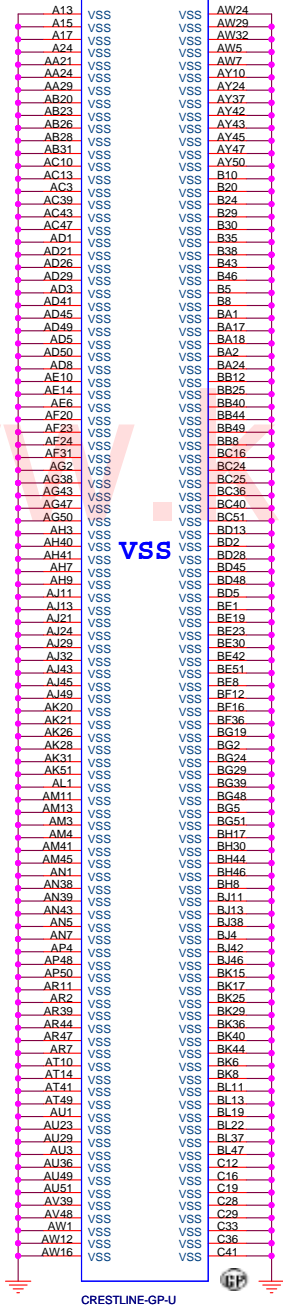 A13 VSS VSS AW24
A15 VSS VSS AW29
A17 VSS VSS AW32
A24 VSS VSS AW5
AA21 VSS VSS AW7
AA24 VSS VSS AY10
AA29 VSS VSS AY24
AB20 VSS VSS AY37
AB23 VSS VSS AY42
AB26 VSS VSS AY43
AB28 VSS VSS AY45
AB31 VSS VSS AY47
AC10 VSS VSS AY50
AC13 VSS VSS B10
AC3 VSS VSS B20
AC39 VSS VSS B24
AC43 VSS VSS B29
AC47 VSS VSS B30
AD1 VSS VSS B35
AD21 VSS VSS B38
AD26 VSS VSS B43
AD29 VSS VSS B46
AD3 VSS VSS B5
AD41 VSS VSS B8
AD45 VSS VSS BA1
AD49 VSS VSS BA17
AD5 VSS VSS BA18
AD50 VSS VSS BA2
AD8 VSS VSS BA24
AE10 VSS VSS BB12
AE14 VSS VSS BB25
AE6 VSS VSS BB40
AF20 VSS VSS BB44
AF23 VSS VSS BB49
AF24 VSS VSS BB8
AF31 VSS VSS BC16
AG2 VSS VSS BC24
AG38 VSS VSS BC25
AG43 VSS VSS BC36
AG47 VSS VSS BC40
AG50 VSS VSS BC51
AH3 VSS VSS BD13
AH40 VSS VSS BD2
AH41 VSS VSS VSS BD28
AH7 VSS VSS BD45
AH9 VSS VSS BD48
AJ11 VSS VSS BD5
AJ13 VSS VSS BE1
AJ21 VSS VSS BE19
AJ24 VSS VSS BE23
AJ29 VSS VSS BE30
AJ32 VSS VSS BE42
AJ43 VSS VSS BE51
AJ45 VSS VSS BE8
AJ49 VSS VSS BF12
AK20 VSS VSS BF16
AK21 VSS VSS BF36
AK26 VSS VSS BG19
AK28 VSS VSS BG2
AK31 VSS VSS BG24
AK51 VSS VSS BG29
AL1 VSS VSS BG39
AM11 VSS VSS BG48
AM13 VSS VSS BG5
AM3 VSS VSS BG51
AM4 VSS VSS BH17
AM41 VSS VSS BH30
AM45 VSS VSS BH44
AN1 VSS VSS BH46
AN38 VSS VSS BH8
AN39 VSS VSS BJ11
AN43 VSS VSS BJ13
AN5 VSS VSS BJ38
AN7 VSS VSS BJ4
AP4 VSS VSS BJ42
AP48 VSS VSS BJ46
AP50 VSS VSS BK15
AR11 VSS VSS BK17
AR2 VSS VSS BK25
AR39 VSS VSS BK29
AR44 VSS VSS BK36
AR47 VSS VSS BK40
AR7 VSS VSS BK44
AT10 VSS VSS BK6
AT14 VSS VSS BK8
AT41 VSS VSS BL11
AT49 VSS VSS BL13
AU1 VSS VSS BL19
AU23 VSS VSS BL22
AU29 VSS VSS BL37
AU3 VSS VSS BL47
AU36 VSS VSS C12
AU49 VSS VSS C16
AU51 VSS VSS C19
AV39 VSS VSS C28
AV48 VSS VSS C29
AW1 VSS VSS C33
AW12 VSS VSS C36
AW16 VSS VSS C41
GP
CRESTLINE-GP-U
w.k